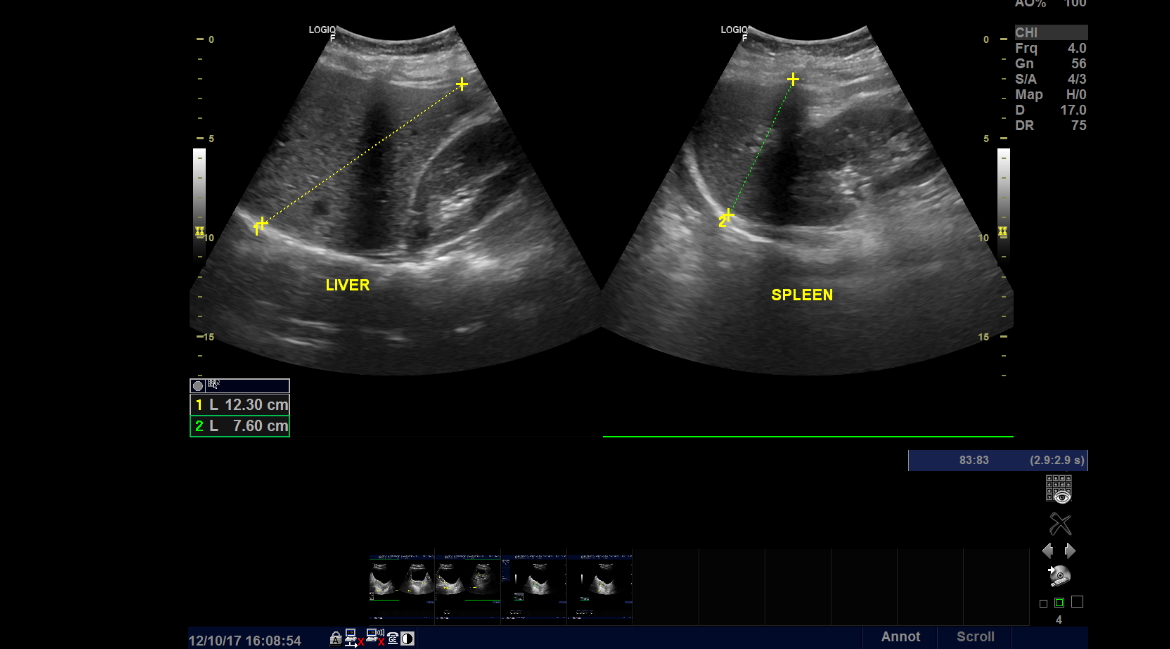 AO% 100
LOGIQ
F
LOGIQ
F
CHI
Frq 4.0
Gn 56
S/A 4/3
Map H/0
D 17.0
DR 75
0
5
10
15
0
5
10
15
1
2
LIVER
SPLEEN
1 L 12.30 cm
2 L 7.60 cm
83:83 (2.9:2.9 s)
4
12/10/17 16:08:54
A
Annot Scroll